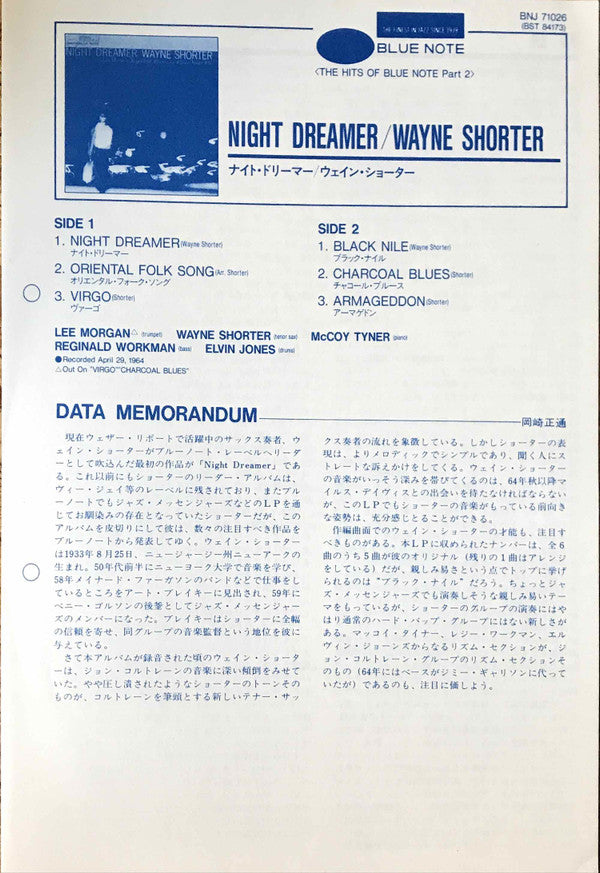 BNJ 71026
(BST 84173)
THE FINEST IN JAZZ SINCE 1939
BLUE NOTE
〈THE HITS OF BLUE NOTE Part 2〉
NIGHT DREAMER WAYNE SHORTER
NIGHT DREAMER/WAYNE SHORTER
ナイト・ドリーマー/ウェイン・ショーター
SIDE 1
1. NIGHT DREAMER(Wayne Shorter)
ナイト・ドリーマー
2. ORIENTAL FOLK SONG(Arr. Shorter)
オリエンタル・フォーク・ソング
3. VIRGO(Shorter)
ヴァーゴ
SIDE 2
1. BLACK NILE(Wayne Shorter)
ブラック・ナイル
2. CHARCOAL BLUES(Shorter)
チャコール・ブルース
3. ARMAGEDDON(Shorter)
アーマゲドン
LEE MORGAN△(trumpet) WAYNE SHORTER(tenor sax) McCOY TYNER(piano)
REGINALD WORKMAN(bass) ELVIN JONES(drums)
●Recorded April 29, 1964
△Out On "VIRGO""CHARCOAL BLUES"
DATA MEMORANDUM
岡崎正通
現在ウェザー・リポートで活躍中のサックス奏者、ウ
ェイン・ショーターがブルーノート・レーベルへリーダ
ーとして吹込んだ最初の作品が「Night Dreamer」であ
る。これ以前にもショーターのリーダー・アルバムは、
ヴィー・ジェイ等のレーベルに残されており、またブル
ーノートでもジャズ・メッセンジャーズなどのLPを通
じてお馴染みの存在となっていたショーターだが、この
アルバムを皮切りにして彼は、数々の注目すべき作品を
ブルーノートから発表してゆく。ウェイン・ショーター
は1933年8月25日、ニュージャージー州ニューアークの
生まれ。50年代前半にニューヨーク大学で音楽を学び、
58年メイナード・ファーガソンのバンドなどで仕事をし
ているところをアート・ブレイキーに見出され、59年に
ベニー・ゴルソンの後釜としてジャズ・メッセンジャー
ズのメンバーになった。ブレイキーはショーターに全幅
の信頼を寄せ、同グループの音楽監督という地位を彼に
与えている。
さて本アルバムが録音された頃のウェイン・ショータ
ーは、ジョン・コルトレーンの音楽に深い傾倒をみせて
いた。やや圧し潰されたようなショーターのトーンその
ものが、コルトレーンを筆頭とする新しいテナー・サッ
クス奏者の流れを象徴している。しかしショーターの表
現は、よりメロディックでシンプルであり、聞く人にス
トレートな訴えかけをしてくる。ウェイン・ショーター
の音楽がいっそう深みを帯びてくるのは、64年秋以降マ
イルス・デイヴィスとの出会いを待たなければならない
が、このLPでもショーターの音楽がもっている前向き
な姿勢は、充分感じとることができる。
作編曲面でのウェイン・ショーターの才能も、注目す
べきものがある。本LPに収められたナンバーは、全6
曲のうち5曲が彼のオリジナル(残りの1曲はアレンジ
をしている)だが、親しみ易さという点でトップに挙げ
られるのは“ブラック・ナイル”だろう。ちょっとジャ
ズ・メッセンジャーズでも演奏しそうな親しみ易いテー
マをもっているが、ショーターのグループの演奏にはや
はり通常のハード・バップ・グループにはない新しさが
ある。マッコイ・タイナー、レジー・ワークマン、エル
ヴィン・ジョーンズからなるリズム・セクションが、ジ
ョン・コルトレーン・グループのリズム・セクションそ
のもの(64年にはベースがジミー・ギャリソンに代って
いたが)であるのも、注目に価しよう。